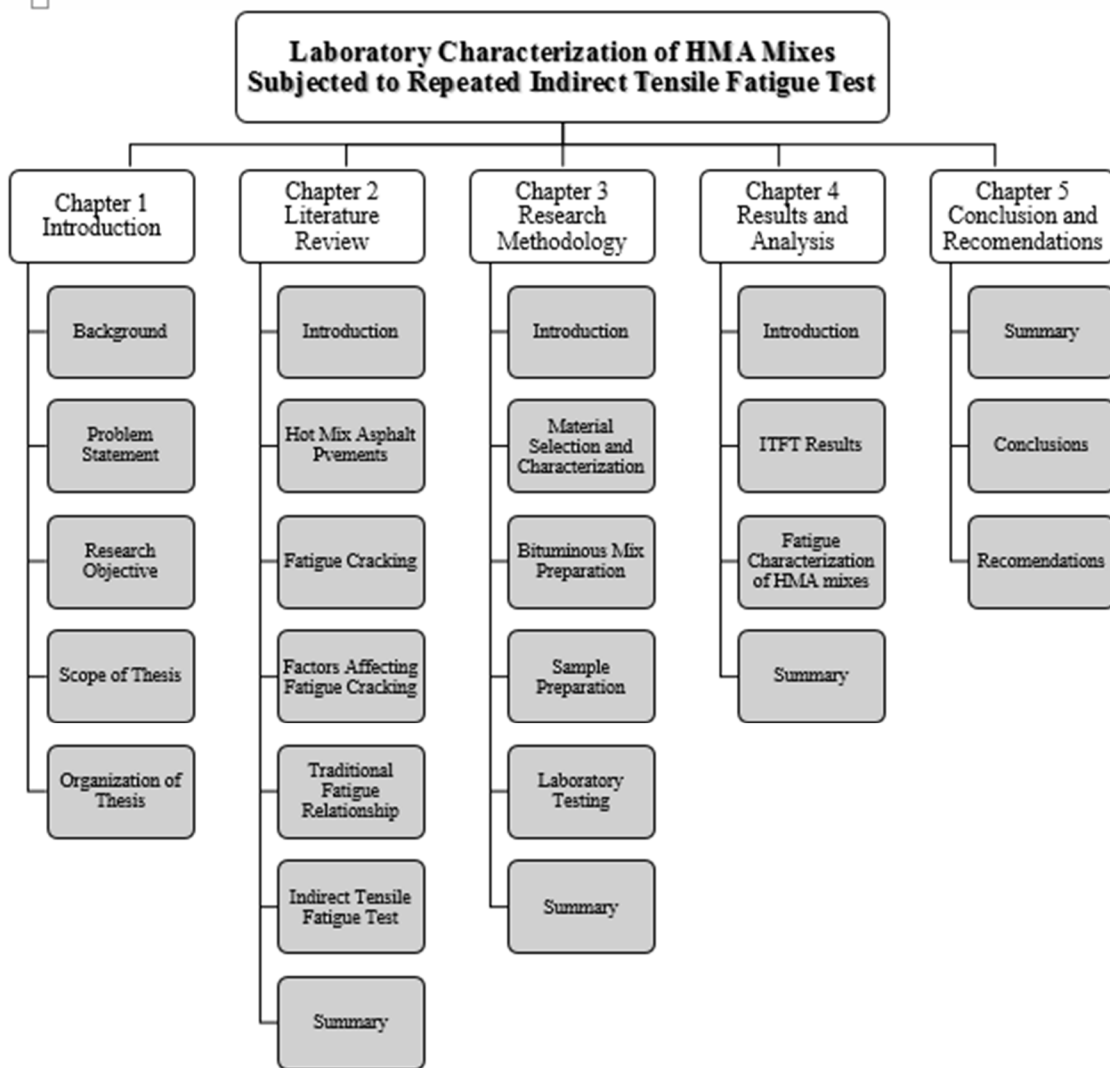 Laboratory Characterization of HMA Mixes
Subjected to Repeated Indirect Tensile Fatigue Test
Chapter 1
Introduction
Background
Problem
Statement
Research
Objective
Scope of Thesis
Organization of
Thesis
Chapter 2
Literature
Review
Introduction
Hot Mix Asphalt
Pvements
Fatigue Cracking
Factors Affecting
Fatigue Cracking
Traditional
Fatigue
Relationship
Indirect Tensile
Fatigue Test
Summary
Chapter 3
Research
Methodology
Introduction
Material
Selection and
Characterization
Bituminous Mix
Preparation
Sample
Preparation
Laboratory
Testing
Summary
Chapter 4
Results and
Analysis
Introduction
ITFT Results
Fatigue
Characterization
of HMA mixes
Summary
Chapter 5
Conclusion and
Recomendations
Summary
Conclusions
Recomendations